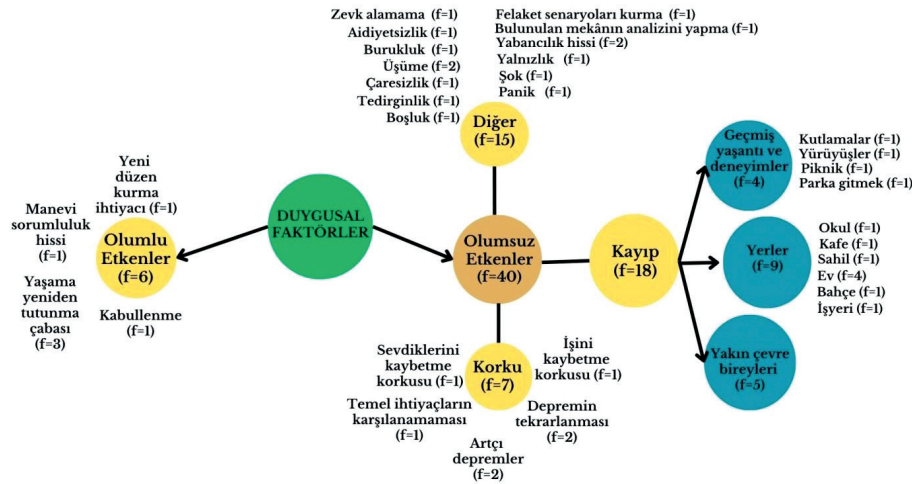 Zevk alamama (f=1)
Aidiyetsizlik (f=1)
Burukluk (f=1)
Üşüme (f=2)
Çaresizlik (f=1)
Tedirginlik (f=1)
Boşluk (f=1)
Felaket senaryoları kurma (f=1)
Bulunulan mekânın analizini yapma (f=1)
Yabancılık hissi (f=2)
Yalnızlık (f=1)
Şok (f=1)
Panik (f=1)
Diğer
(f=15)
Yeni
düzen
kurma
ihtiyacı (f=1)
Manevi
sorumluluk
hissi
(f=1)
Olumlu
Etkenler
(f=6)
Yaşama
yeniden
tutunma
çabası
(f=3)
Kabullenme
(f=1)
DUYGUSAL
FAKTÖRLER
Olumsuz
Etkenler
(f=40)
Kayıp
(f=18)
Geçmiş
yaşantı ve
deneyimler
(f=4)
Kutlamalar (f=1)
Yürüyüşler (f=1)
Piknik (f=1)
Parka gitmek (f=1)
Yerler
(f=9)
Okul (f=1)
Kafe (f=1)
Sahil (f=1)
Ev (f=4)
Bahçe (f=1)
İşyeri (f=1)
Yakın çevre
bireyleri
(f=5)
Korku
(f=7)
Sevdiklerini
kaybetme
korkusu (f=1)
İşini
kaybetme
korkusu (f=1)
Temel ihtiyaçların
karşılanamaması
(f=1)
Depremin
tekrarlanması
(f=2)
Artçı
depremler
(f=2)